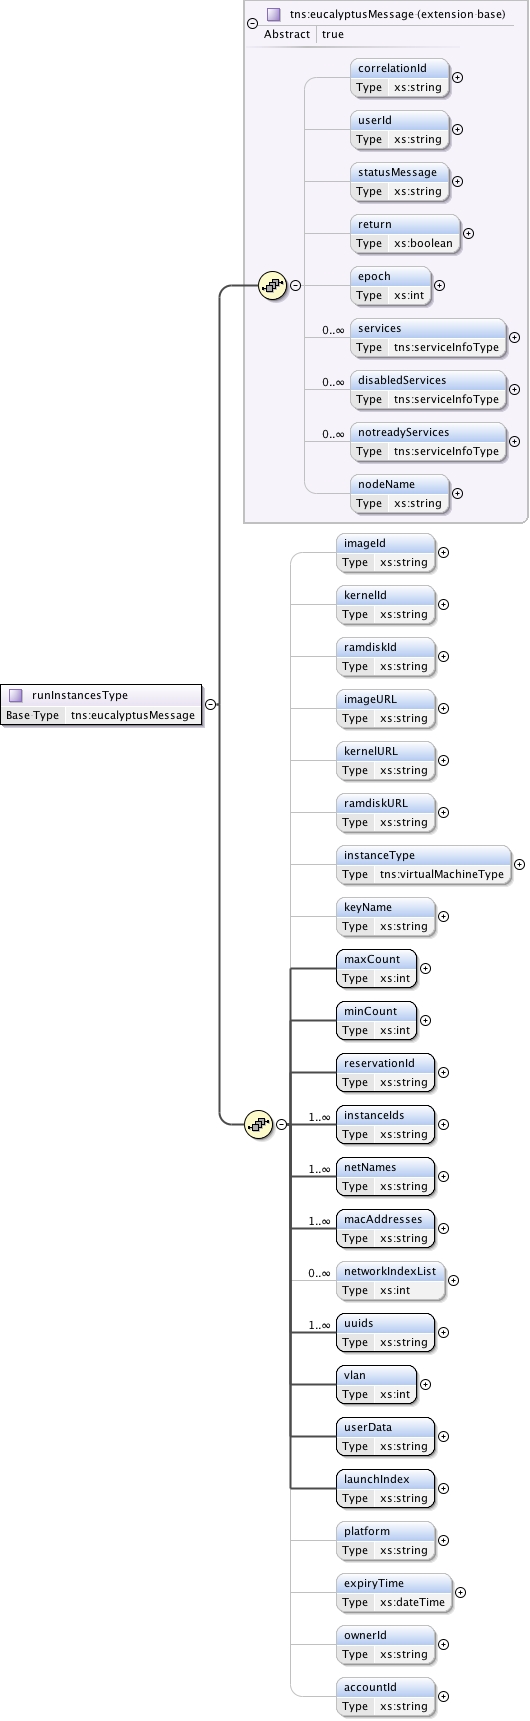 tns:eucalyptusMessage (extension base)
Abstract true
correlationId
Type xs:string
userId
Type xs:string
statusMessage
Type xs:string
return
Type xs:boolean
epoch
Type xs:int
0..∞ services
Type tns:serviceInfoType
0..∞ disabledServices
Type tns:serviceInfoType
0..∞ notreadyServices
Type tns:serviceInfoType
nodeName
Type xs:string
runInstancesType
Base Type tns:eucalyptusMessage
imageId
Type xs:string
kernelId
Type xs:string
ramdiskId
Type xs:string
imageURL
Type xs:string
kernelURL
Type xs:string
ramdiskURL
Type xs:string
instanceType
Type tns:virtualMachineType
keyName
Type xs:string
maxCount
Type xs:int
minCount
Type xs:int
reservationId
Type xs:string
1..∞ instanceIds
Type xs:string
1..∞ netNames
Type xs:string
1..∞ macAddresses
Type xs:string
0..∞ networkIndexList
Type xs:int
1..∞ uuids
Type xs:string
vlan
Type xs:int
userData
Type xs:string
launchIndex
Type xs:string
platform
Type xs:string
expiryTime
Type xs:dateTime
ownerId
Type xs:string
accountId
Type xs:string